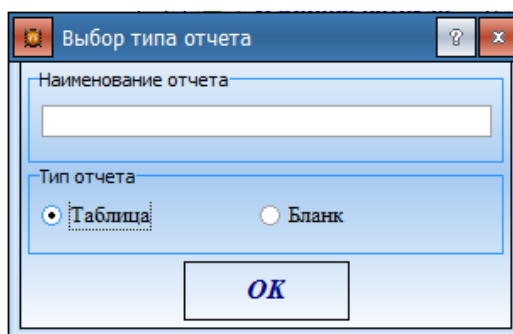 Выбор типа отчета
Наименование отчета
Тип отчета
Таблица Бланк
OK